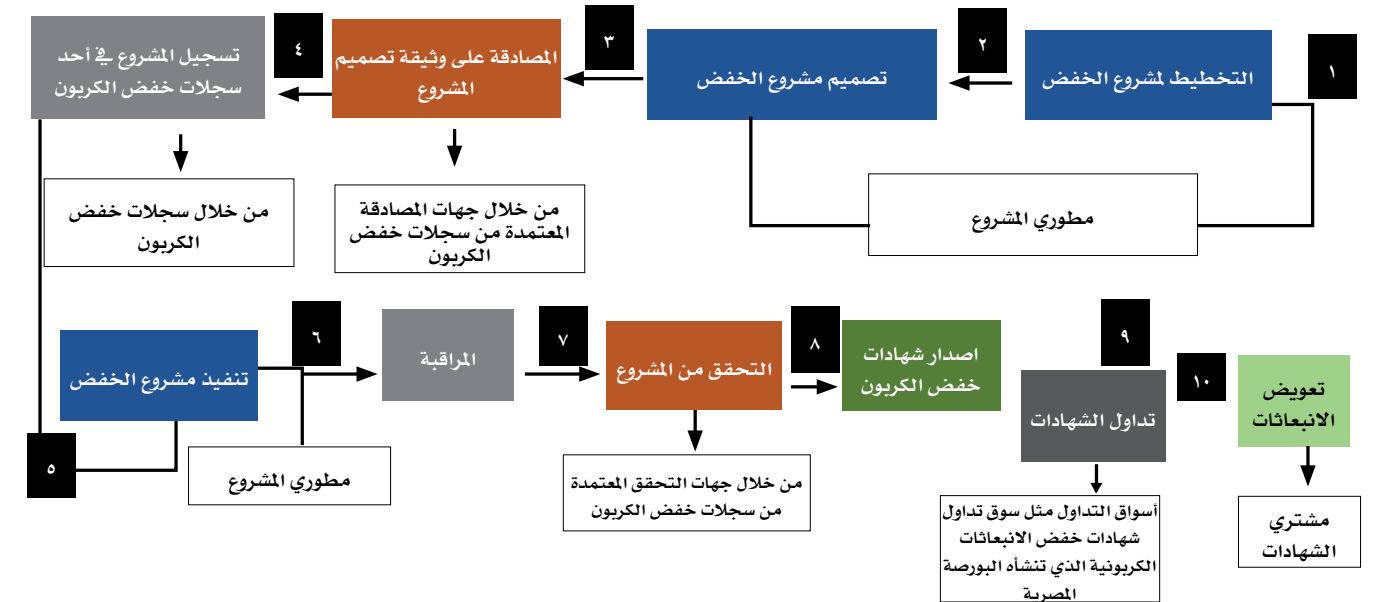 ١
التخطيط لمشروع الخفض
٢
تصميم مشروع الخفض
٣
المصادقة على وثيقة تصميم
المشروع
٤
تسجيل المشروع في أحد
سجلات خفض الكربون
مطوري المشروع
من خلال جهات المصادقة
المعتمدة من سجلات خفض
الكربون
من خلال سجلات خفض
الكربون
٥
تنفيذ مشروع الخفض
مطوري المشروع
٦
المراقبة
٧
التحقق من المشروع
من خلال جهات التحقق المعتمدة
من سجلات خفض الكربون
٨
اصدار شهادات
خفض الكربون
٩
تداول الشهادات
أسواق التداول مثل سوق تداول
شهادات خفض الانبعاثات
الكربونية الذي تنشأه البورصة
المصرية
١٠
تعويض
الانبعاثات
مشتري
الشهادات